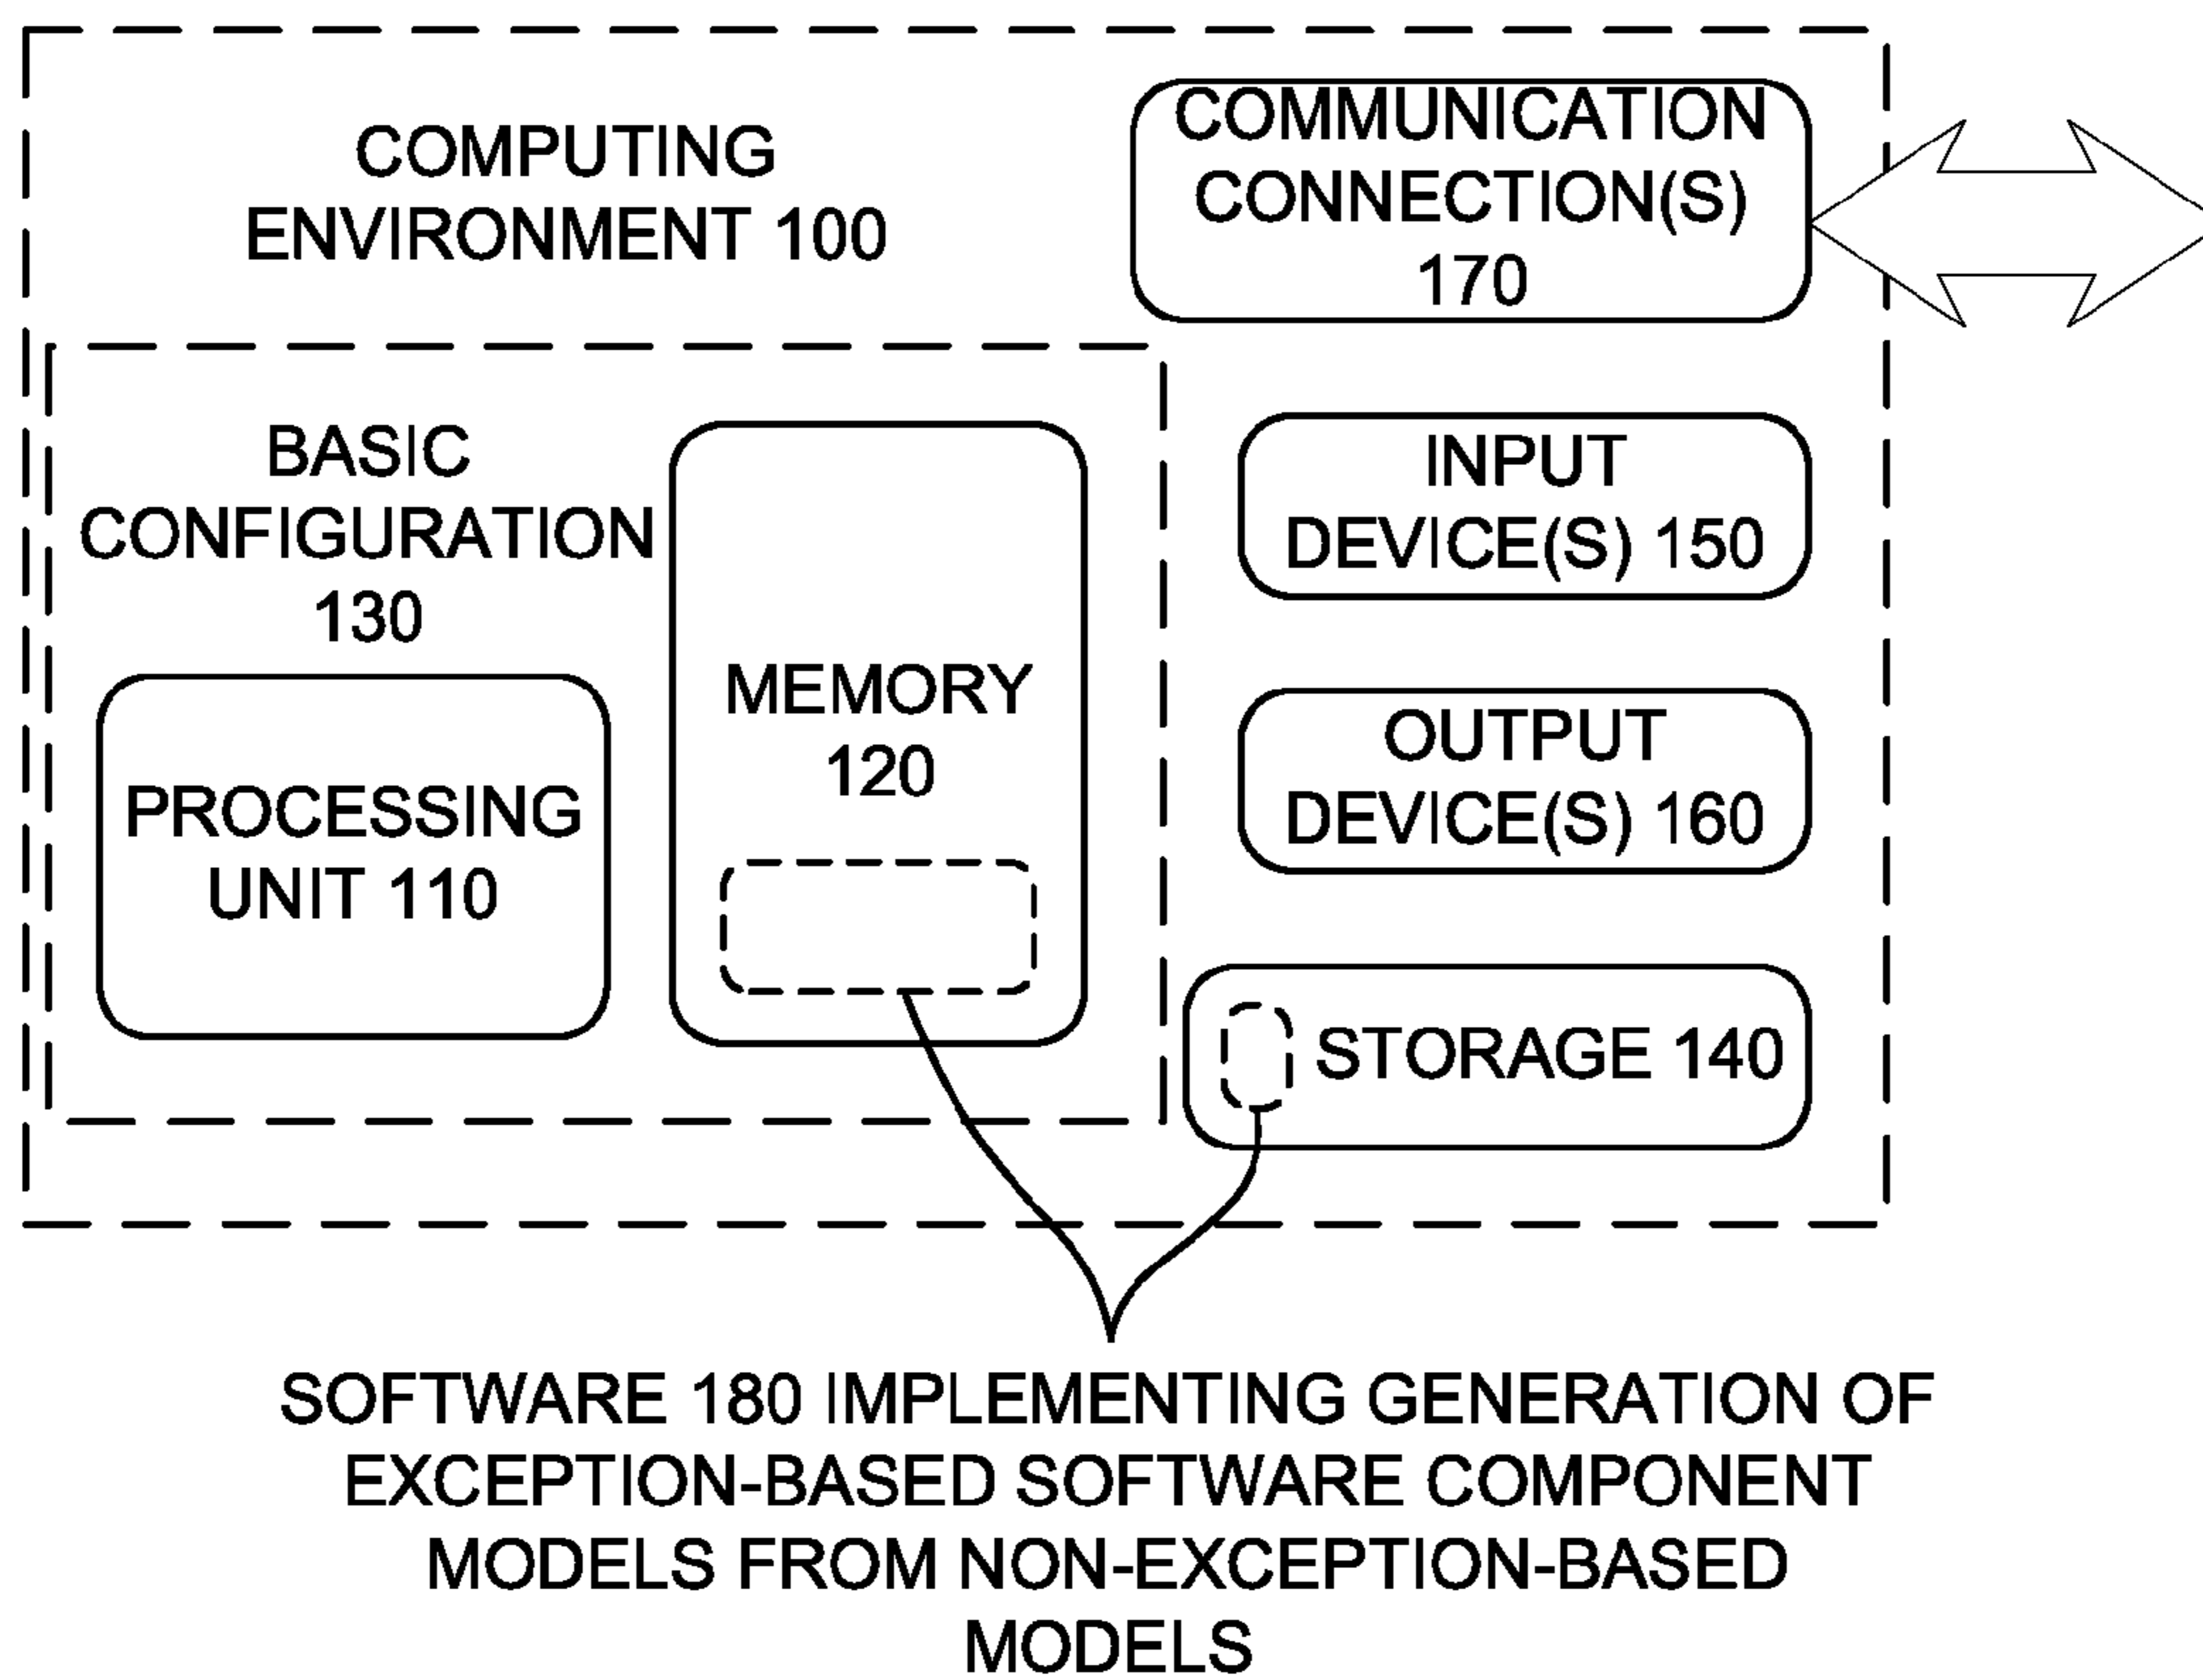 COMPUTING
ENVIRONMENT 100
COMMUNICATION
CONNECTION(S)
170
BASIC
CONFIGURATION
130
PROCESSING
UNIT 110
MEMORY
120
INPUT
DEVICE(S) 150
OUTPUT
DEVICE(S) 160
STORAGE 140
SOFTWARE 180 IMPLEMENTING GENERATION OF
EXCEPTION-BASED SOFTWARE COMPONENT
MODELS FROM NON-EXCEPTION-BASED
MODELS